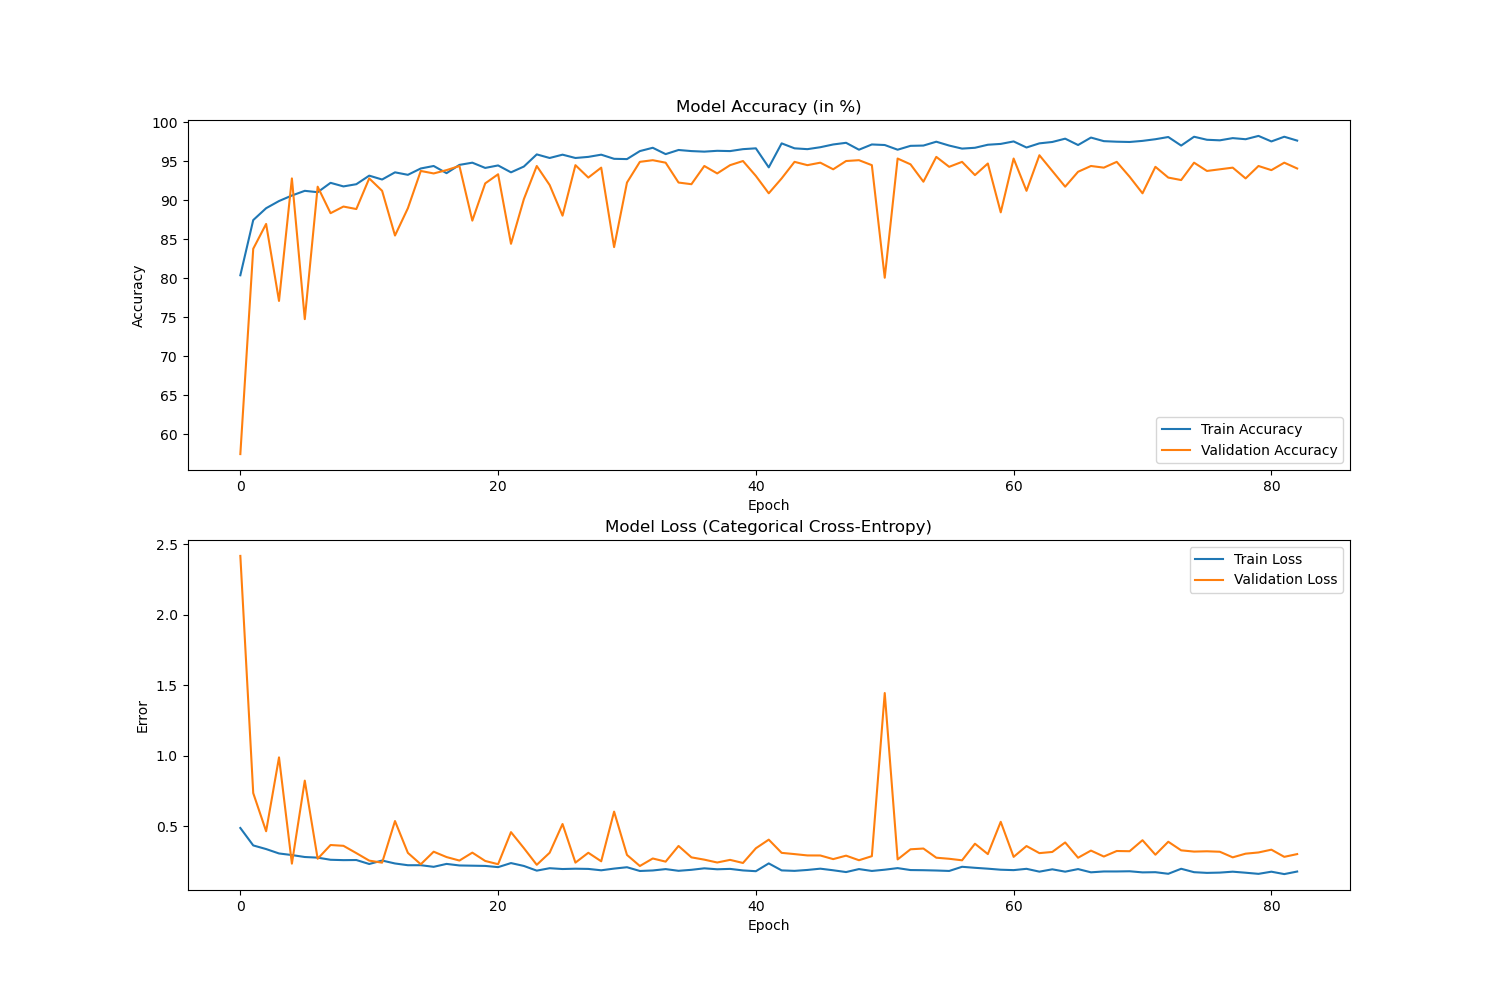 Model Accuracy (in %)
100
95
90
85
80
75
70
65
60
Accuracy
Train Accuracy
Validation Accuracy
0 20 40 60 80
Epoch
Model Loss (Categorical Cross-Entropy)
2.5
2.0
1.5
1.0
0.5
Error
Train Loss
Validation Loss
0 20 40 60 80
Epoch